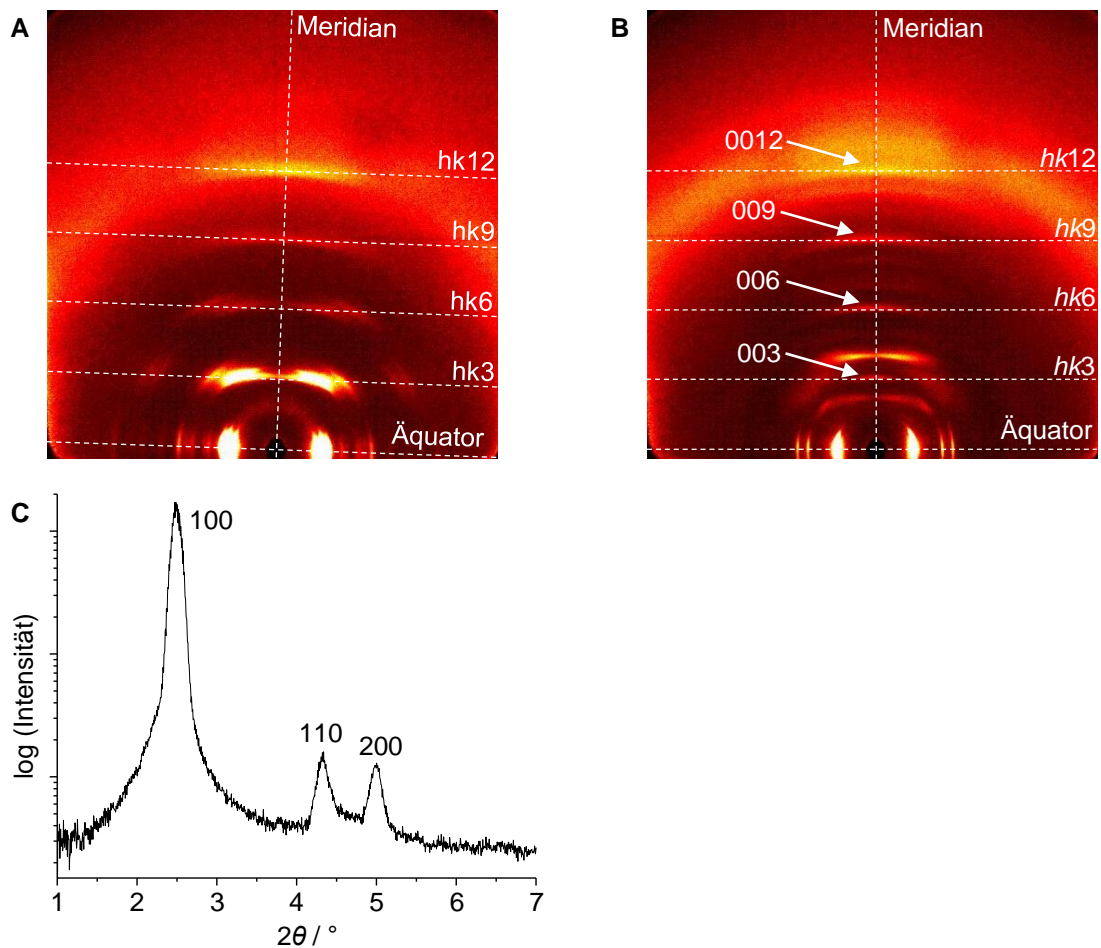 A
Meridian
hk12
hk9
hk6
hk3
Äquator
B
Meridian
0012
hk12
009
hk9
006
hk6
003
hk3
Äquator
C
100
110
200
log (Intensität)
1 2 3 4 5 6 7
2θ / °